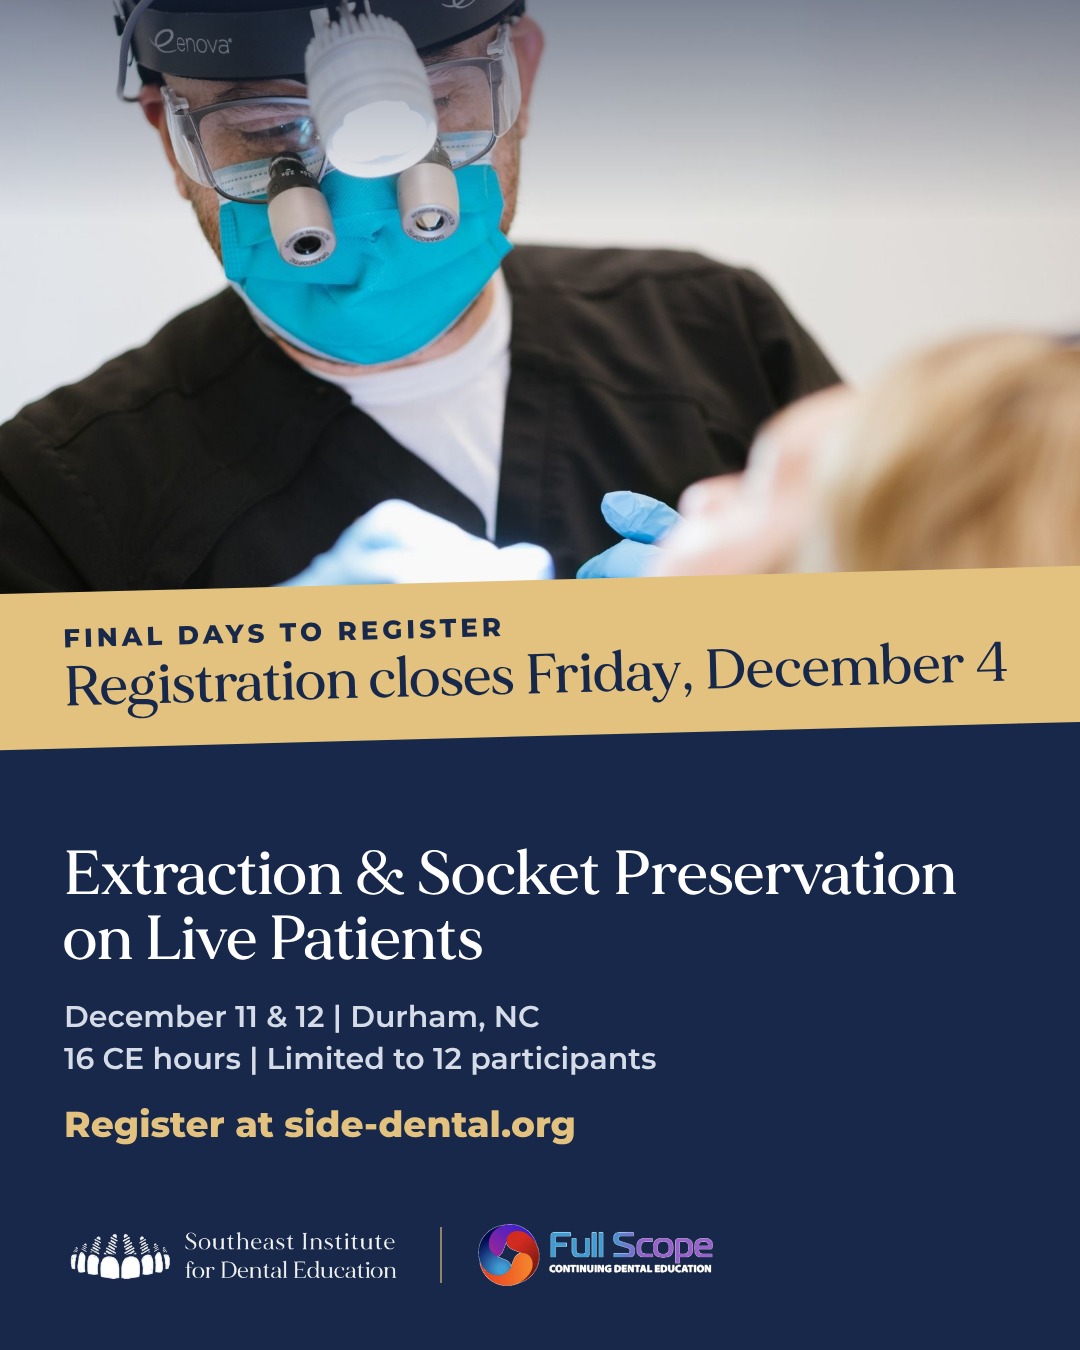 enova
FINAL DAYS TO REGISTER
Registration closes Friday, December 4
Extraction & Socket Preservation
on Live Patients
December 11 & 12 | Durham, NC
16 CE hours | Limited to 12 participants
Register at side-dental.org
Southeast Institute
for Dental Education
Full Scope
CONTINUING DENTAL EDUCATION